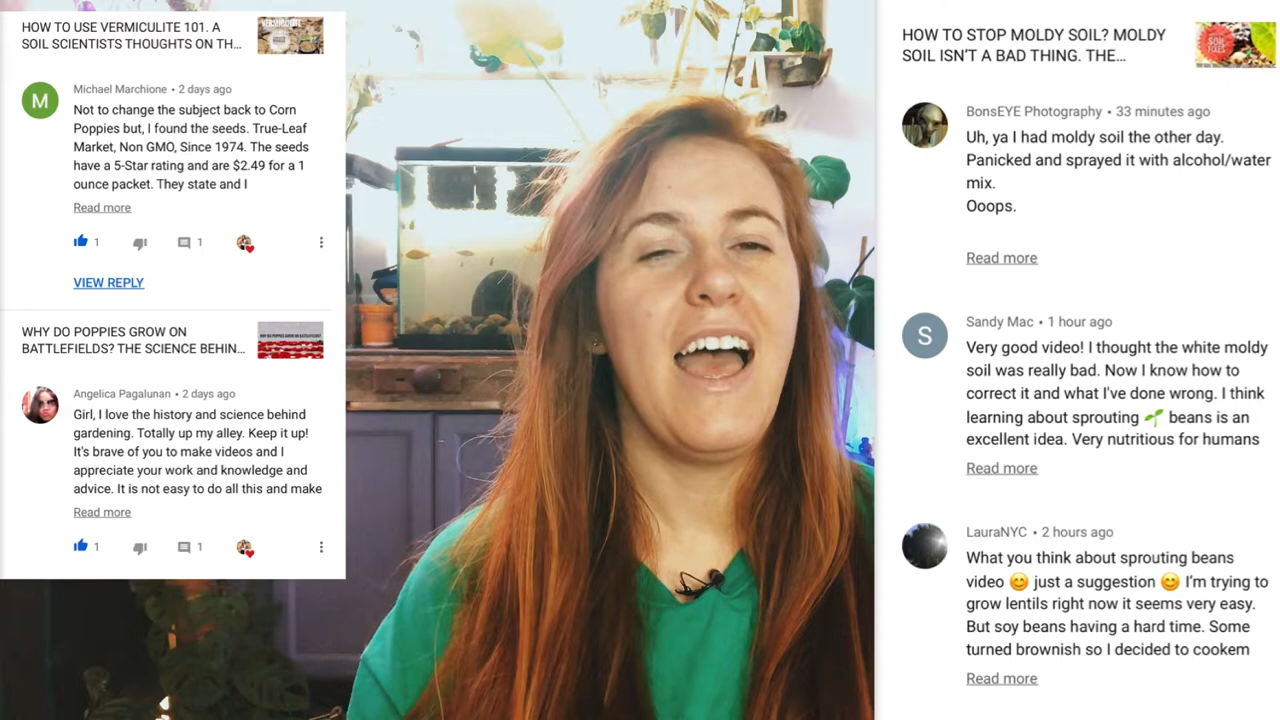 HOW TO USE VERMICULITE 101. A
SOIL SCIENTISTS THOUGHTS ON TH...
VERMICULITE
Michael Marchione • 2 days ago
M
Not to change the subject back to Corn
Poppies but, I found the seeds. True-Leaf
Market, Non GMO, Since 1974. The seeds
have a 5-Star rating and are $2.49 for a 1
ounce packet. They state and I
Read more
1
1
VIEW REPLY
WHY DO POPPIES GROW ON
BATTLEFIELDS? THE SCIENCE BEHIN...
WHY DO POPPIES GROW ON BATTLEFIELDS?
Angelica Pagalunan • 2 days ago
Girl, I love the history and science behind
gardening. Totally up my alley. Keep it up!
It's brave of you to make videos and I
appreciate your work and knowledge and
advice. It is not easy to do all this and make
Read more
1
1
HOW TO STOP MOLDY SOIL? MOLDY
SOIL ISN'T A BAD THING. THE...
SOIL
FIXES
BonsEYE Photography • 33 minutes ago
Uh, ya I had moldy soil the other day.
Panicked and sprayed it with alcohol/water
mix.
Ooops.
Read more
Sandy Mac • 1 hour ago
S
Very good video! I thought the white moldy
soil was really bad. Now I know how to
correct it and what I've done wrong. I think
learning about sprouting 🌱 beans is an
excellent idea. Very nutritious for humans
Read more
LauraNYC • 2 hours ago
What you think about sprouting beans
video 😊 just a suggestion 😊 I'm trying to
grow lentils right now it seems very easy.
But soy beans having a hard time. Some
turned brownish so I decided to cookem
Read more